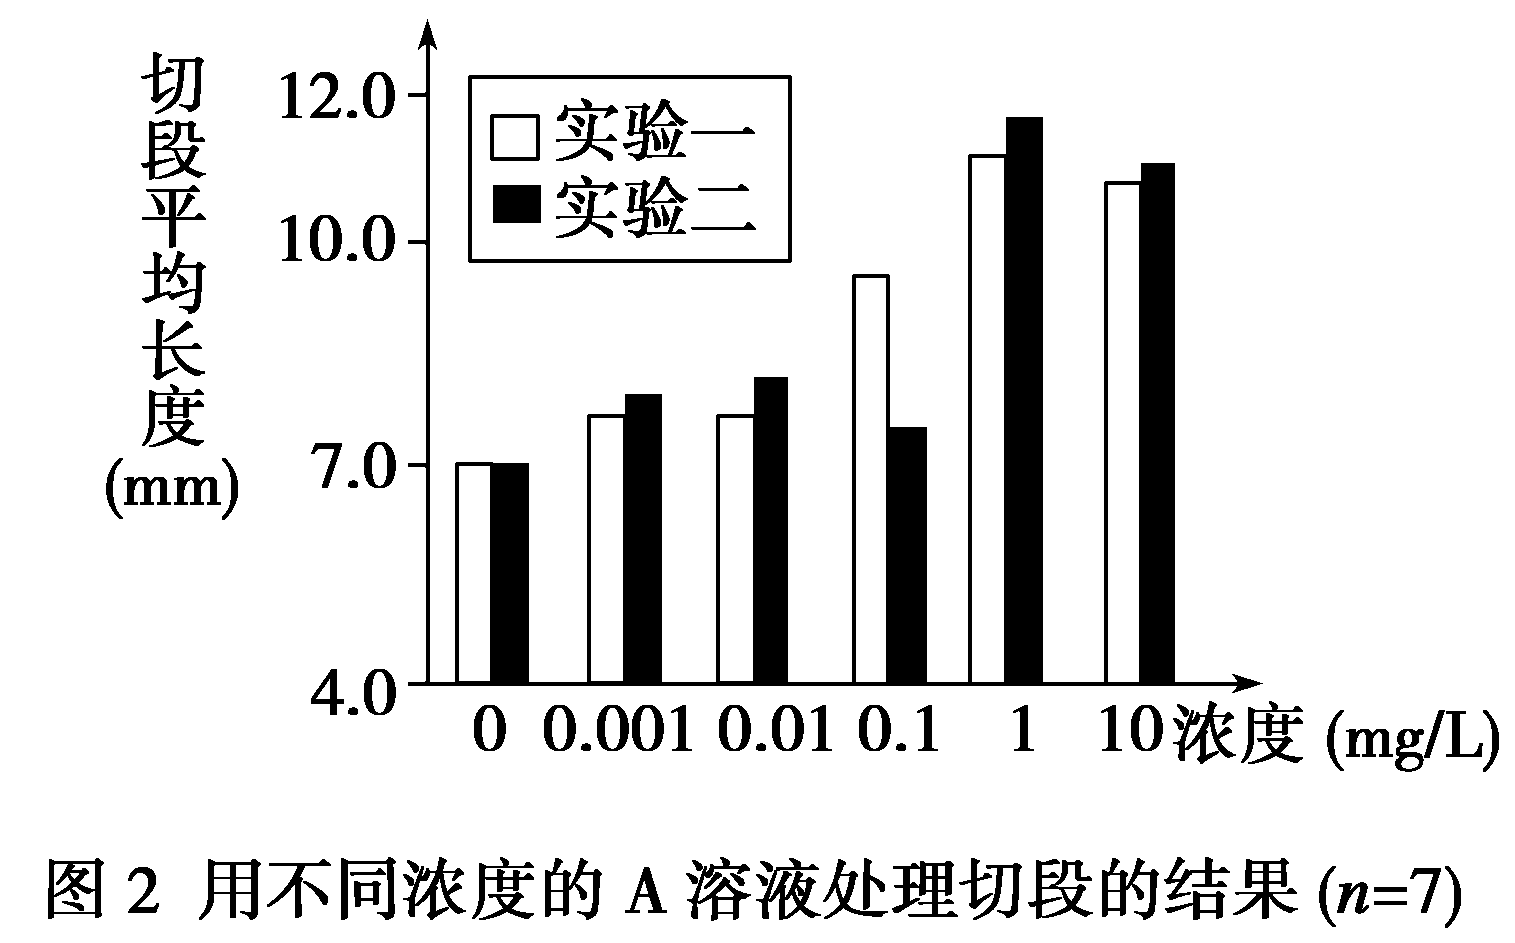 切段平均长度
(mm)
12.0
10.0
7.0
4.0
实验一
实验二
0 0.001 0.01 0.1 1 10 浓度 (mg/L)
图 2 用不同浓度的 A 溶液处理切段的结果 (n=7)